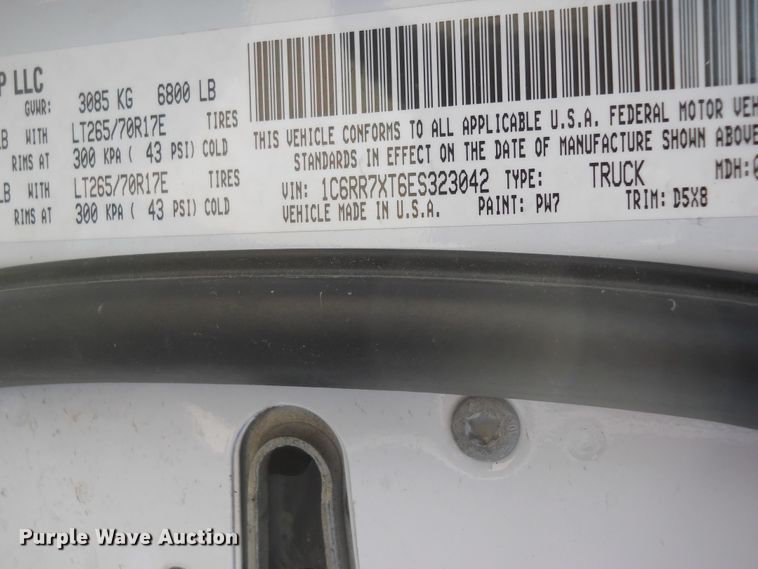 P LLC
GVWR: 3085 KG 6800 LB
LB WITH LT265/70R17E TIRES
RIMS AT 300 KPA ( 43 PSI) COLD
LB WITH LT265/70R17E TIRES
RIMS AT 300 KPA ( 43 PSI) COLD
THIS VEHICLE CONFORMS TO ALL APPLICABLE U.S.A. FEDERAL MOTOR VEH
STANDARDS IN EFFECT ON THE DATE OF MANUFACTURE SHOWN ABOVE
VIN: 1C6RR7XT6ES323042 TYPE: TRUCK MDH:0
VEHICLE MADE IN U.S.A. PAINT: PW7 TRIM: D5X8
Purple Wave Auction